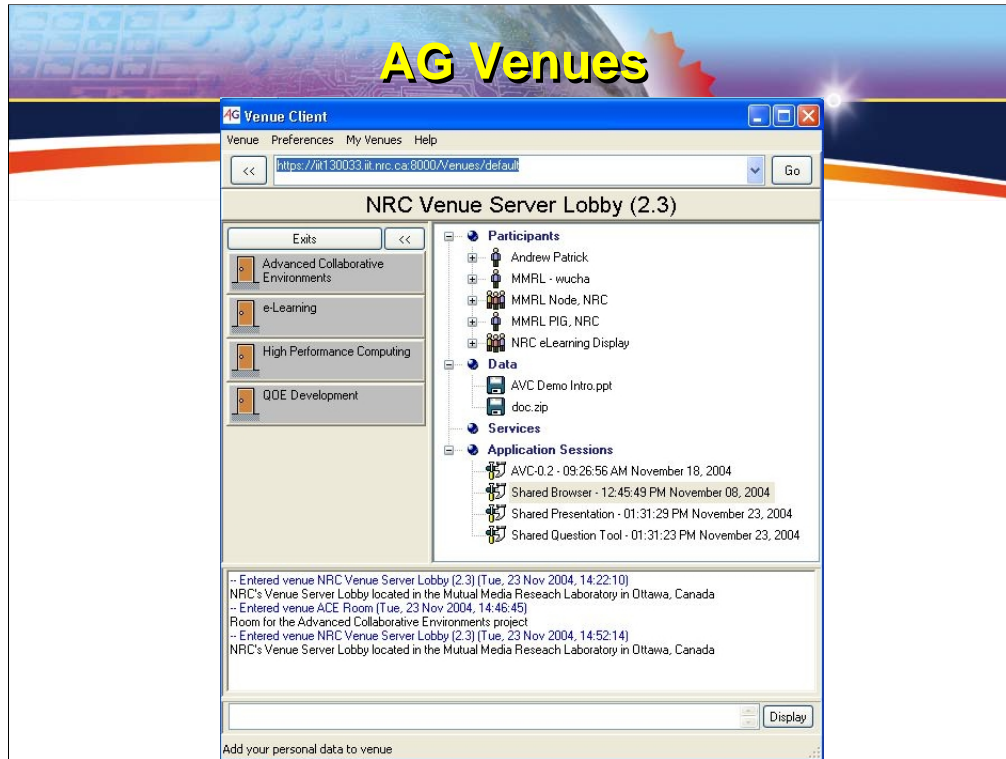 AG Venues
AG Venue Client
Venue Preferences My Venues Help
<< https://iit130033.iit.nrc.ca:8000/Venues/default Go
NRC Venue Server Lobby (2.3)
Exits <<
Advanced Collaborative
Environments
e-Learning
High Performance Computing
QOE Development
Participants
Andrew Patrick
MMRL - wucha
MMRL Node, NRC
MMRL PIG, NRC
NRC eLearning Display
Data
AVC Demo Intro.ppt
doc.zip
Services
Application Sessions
AVC-0.2 - 09:26:56 AM November 18, 2004
Shared Browser - 12:45:49 PM November 08, 2004
Shared Presentation - 01:31:29 PM November 23, 2004
Shared Question Tool - 01:31:23 PM November 23, 2004
-- Entered venue NRC Venue Server Lobby (2.3) (Tue, 23 Nov 2004, 14:22:10)
NRC's Venue Server Lobby located in the Mutual Media Reseach Laboratory in Ottawa, Canada
-- Entered venue ACE Room (Tue, 23 Nov 2004, 14:46:45)
Room for the Advanced Collaborative Environments project
-- Entered venue NRC Venue Server Lobby (2.3) (Tue, 23 Nov 2004, 14:52:14)
NRC's Venue Server Lobby located in the Mutual Media Reseach Laboratory in Ottawa, Canada
Display
Add your personal data to venue